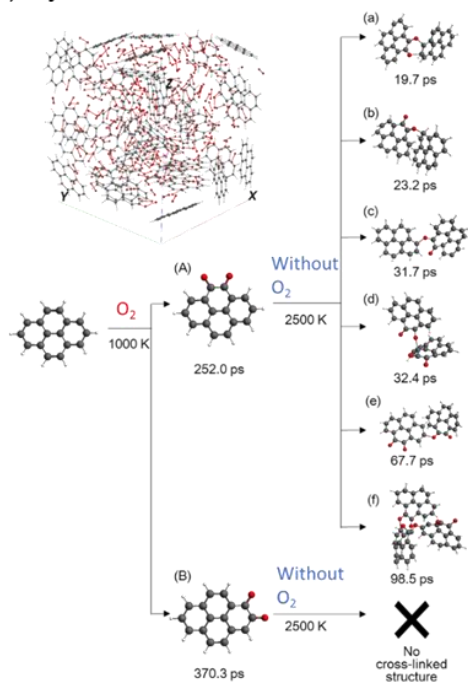 (a)
19.7 ps
(b)
23.2 ps
Z
Y
X
(c)
31.7 ps
(A)
Without
O2
O2
1000 K
2500 K
252.0 ps
(d)
32.4 ps
(e)
67.7 ps
(f)
98.5 ps
(B)
Without
O2
2500 K
370.3 ps
No
cross-linked
structure